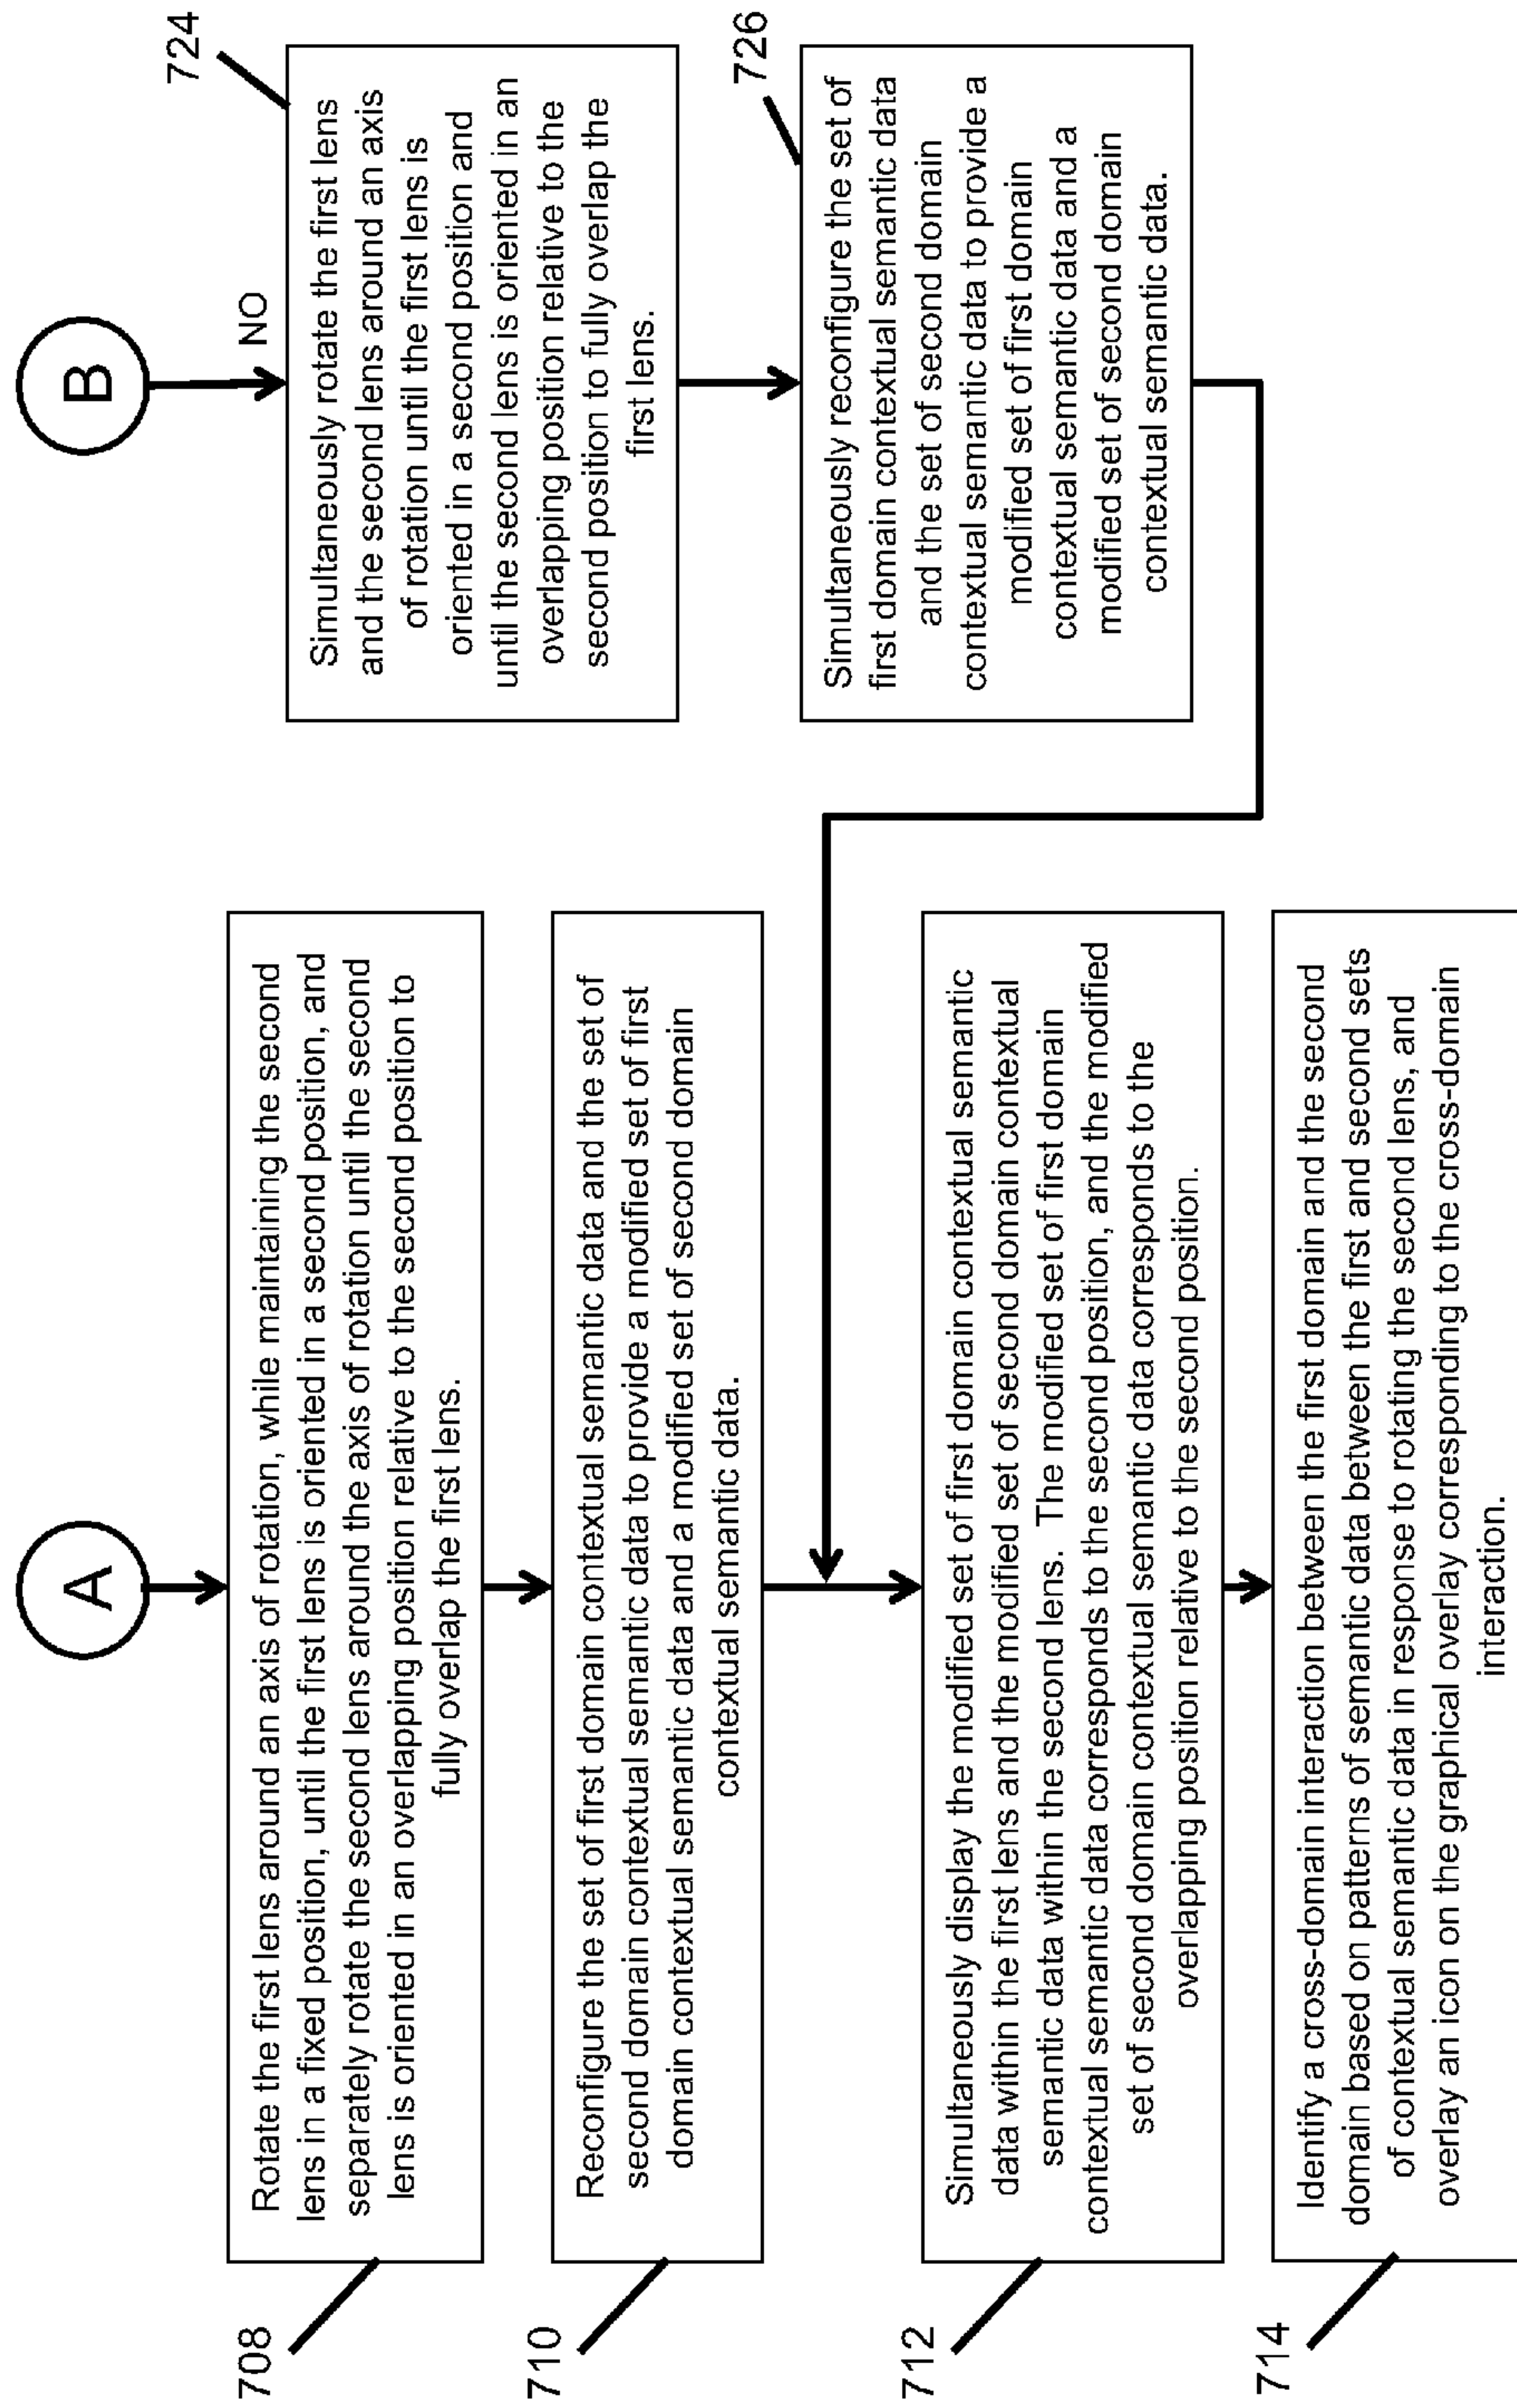 A
708
Rotate the first lens around an axis of rotation, while maintaining the second
lens in a fixed position, until the first lens is oriented in a second position, and
separately rotate the second lens around the axis of rotation until the second
lens is oriented in an overlapping position relative to the second position to
fully overlap the first lens.
710
Reconfigure the set of first domain contextual semantic data and the set of
second domain contextual semantic data to provide a modified set of first
domain contextual semantic data and a modified set of second domain
contextual semantic data.
712
Simultaneously display the modified set of first domain contextual semantic
data within the first lens and the modified set of second domain contextual
semantic data within the second lens. The modified set of first domain
contextual semantic data corresponds to the second position, and the modified
set of second domain contextual semantic data corresponds to the
overlapping position relative to the second position.
714
Identify a cross-domain interaction between the first domain and the second
domain based on patterns of semantic data between the first and second sets
of contextual semantic data in response to rotating the second lens, and
overlay an icon on the graphical overlay corresponding to the cross-domain
interaction.
B
NO
724
Simultaneously rotate the first lens
and the second lens around an axis
of rotation until the first lens is
oriented in a second position and
until the second lens is oriented in an
overlapping position relative to the
second position to fully overlap the
first lens.
726
Simultaneously reconfigure the set of
first domain contextual semantic data
and the set of second domain
contextual semantic data to provide a
modified set of first domain
contextual semantic data and a
modified set of second domain
contextual semantic data.